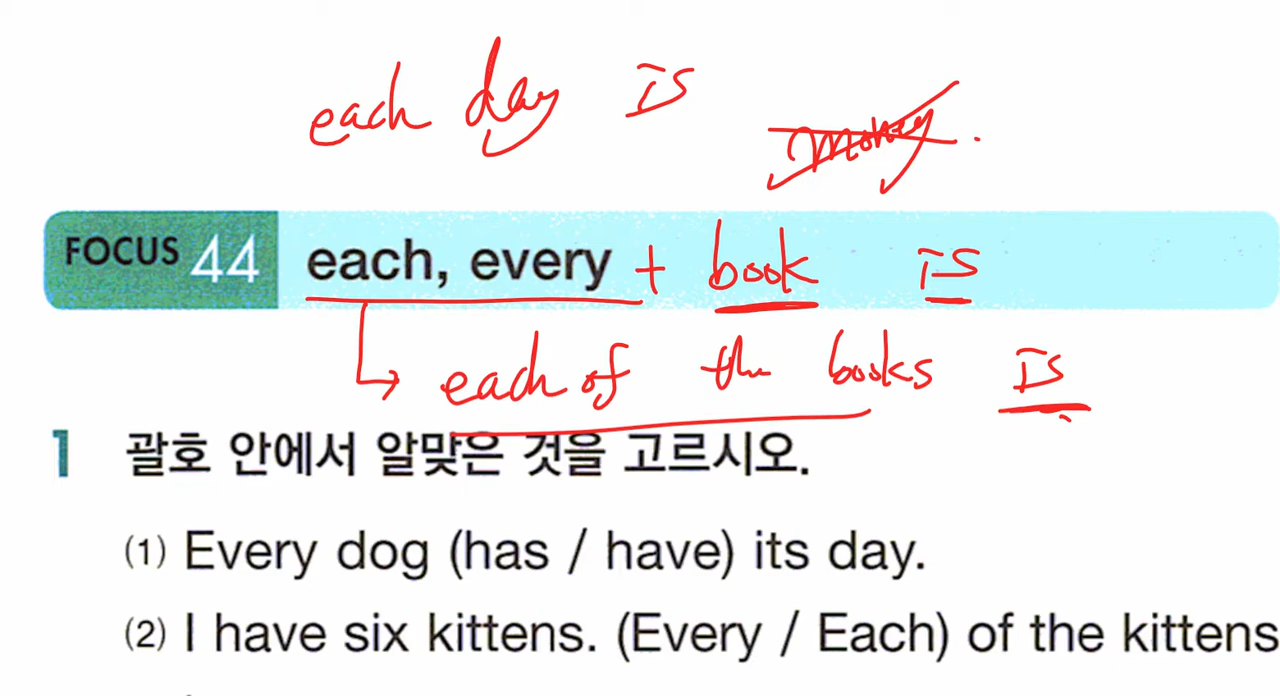 each day is
money.
FOCUS 44 each, every + book is
→ each of the books is
1 괄호 안에서 알맞은 것을 고르시오.
(1) Every dog (has / have) its day.
(2) I have six kittens. (Every / Each) of the kittens